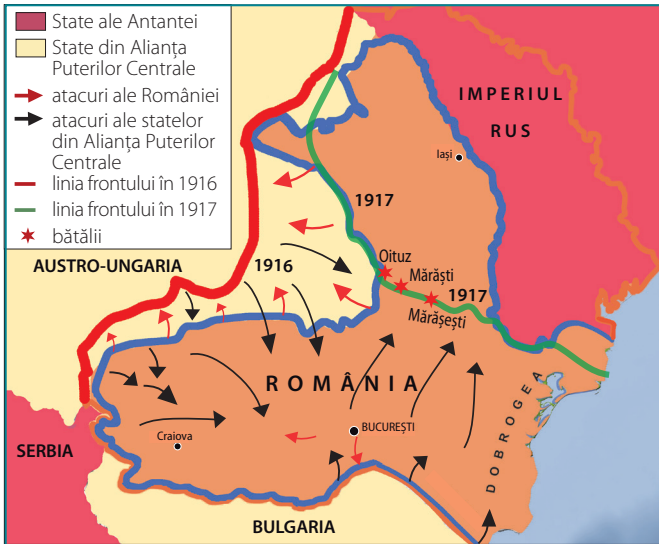 State ale Antantei
State din Alianța
Puterilor Centrale
atacuri ale României
atacuri ale statelor
din Alianța Puterilor
Centrale
linia frontului în 1916
linia frontului în 1917
bătălii
IMPERIUL
RUS
Iași
1917
AUSTRO-UNGARIA
1916
Oituz
Mărăști
1917
Mărășești
ROMÂNIA
DOBROGEA
BUCUREȘTI
Craiova
SERBIA
BULGARIA